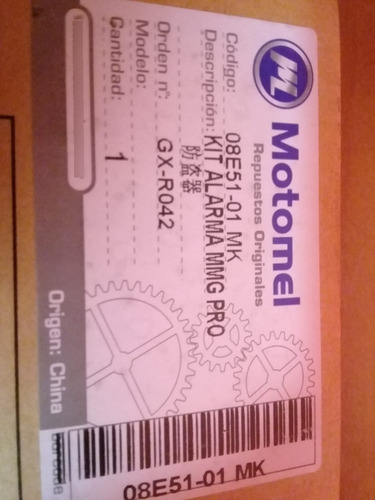 Motomel
Repuestos Originales
Código: 08E51-01 MK
Descripción: KIT ALARMA MMG PRO
防盗器
Orden nº: GX-R042
Modelo:
Cantidad: 1
Origen: China
barcode
08E51-01 MK